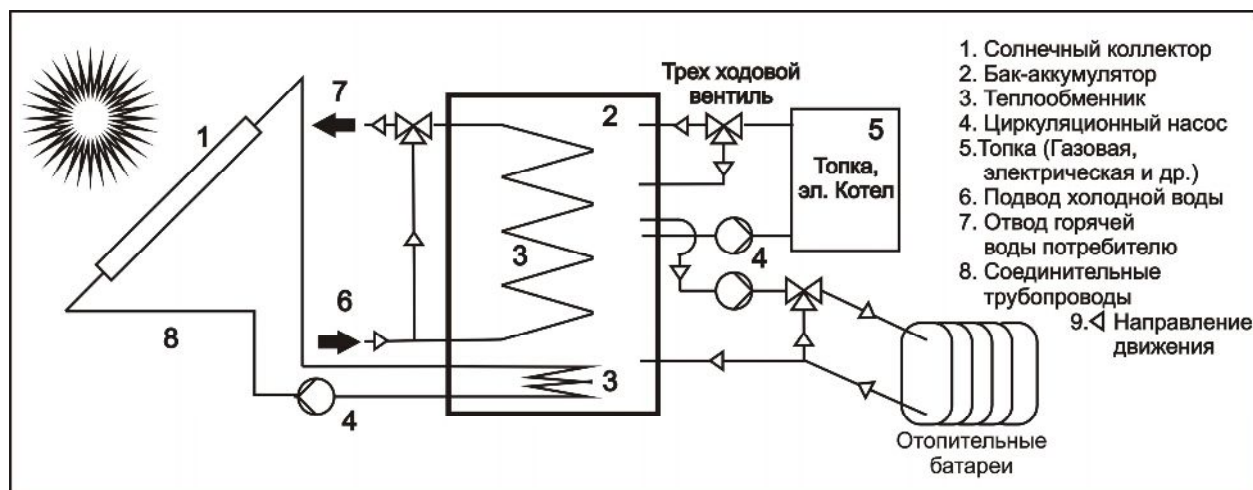 Трех ходовой
вентиль
7
1
2
5
Топка,
эл. Котел
3
4
6
8
3
4
Отопительные
батареи
1. Солнечный коллектор
2. Бак-аккумулятор
3. Теплообменник
4. Циркуляционный насос
5.Топка (Газовая,
электрическая и др.)
6. Подвод холодной воды
7. Отвод горячей
воды потребителю
8. Соединительные
трубопроводы
9. Направление
движения